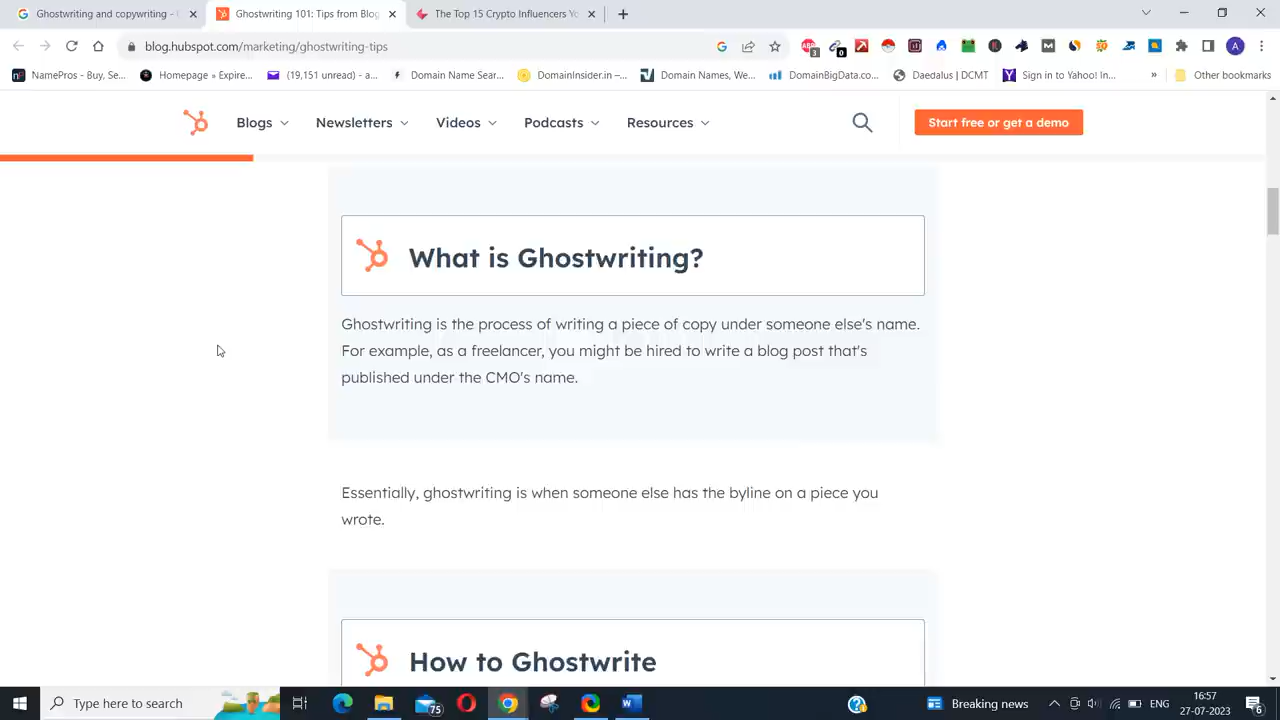 Ghostwriting and copywriting -
Ghostwriting 101: Tips from Blog
The Top 15 Crypto Influencers Yo
blog.hubspot.com/marketing/ghostwriting-tips
3
0
A
NamePros - Buy, Se...
Homepage » Expire...
(19,151 unread) - a...
Domain Name Sear...
DomainInsider.in –...
Domain Names, We...
DomainBigData.co...
Daedalus | DCMT
Sign in to Yahoo! In...
»
Other bookmarks
Blogs
Newsletters
Videos
Podcasts
Resources
Start free or get a demo
What is Ghostwriting?
Ghostwriting is the process of writing a piece of copy under someone else's name.
For example, as a freelancer, you might be hired to write a blog post that's
published under the CMO's name.
Essentially, ghostwriting is when someone else has the byline on a piece you
wrote.
How to Ghostwrite
Type here to search
75
Breaking news
ENG
16:57
27-07-2023
6